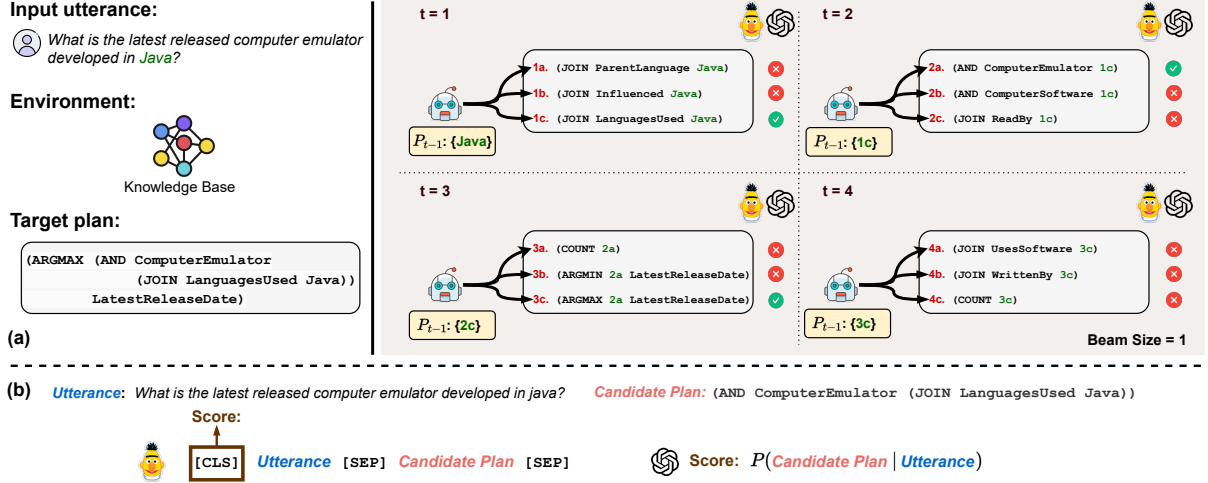 Input utterance:
What is the latest released computer emulator
developed in Java?
Environment:
Knowledge Base
Target plan:
(ARGMAX (AND ComputerEmulator
(JOIN LanguagesUsed Java))
LatestReleaseDate)
(a)
t = 1
1a. (JOIN ParentLanguage Java)
1b. (JOIN Influenced Java)
1c. (JOIN LanguagesUsed Java)
P_{t−1}: {Java}
t = 2
2a. (AND ComputerEmulator 1c)
2b. (AND ComputerSoftware 1c)
2c. (JOIN ReadBy 1c)
P_{t−1}: {1c}
t = 3
3a. (COUNT 2a)
3b. (ARGMIN 2a LatestReleaseDate)
3c. (ARGMAX 2a LatestReleaseDate)
P_{t−1}: {2c}
t = 4
4a. (JOIN UsesSoftware 3c)
4b. (JOIN WrittenBy 3c)
4c. (COUNT 3c)
P_{t−1}: {3c}
Beam Size = 1
(b) Utterance: What is the latest released computer emulator developed in java? Candidate Plan: (AND ComputerEmulator (JOIN LanguagesUsed Java))
Score:
[CLS] Utterance [SEP] Candidate Plan [SEP]
Score: P(Candidate Plan | Utterance)